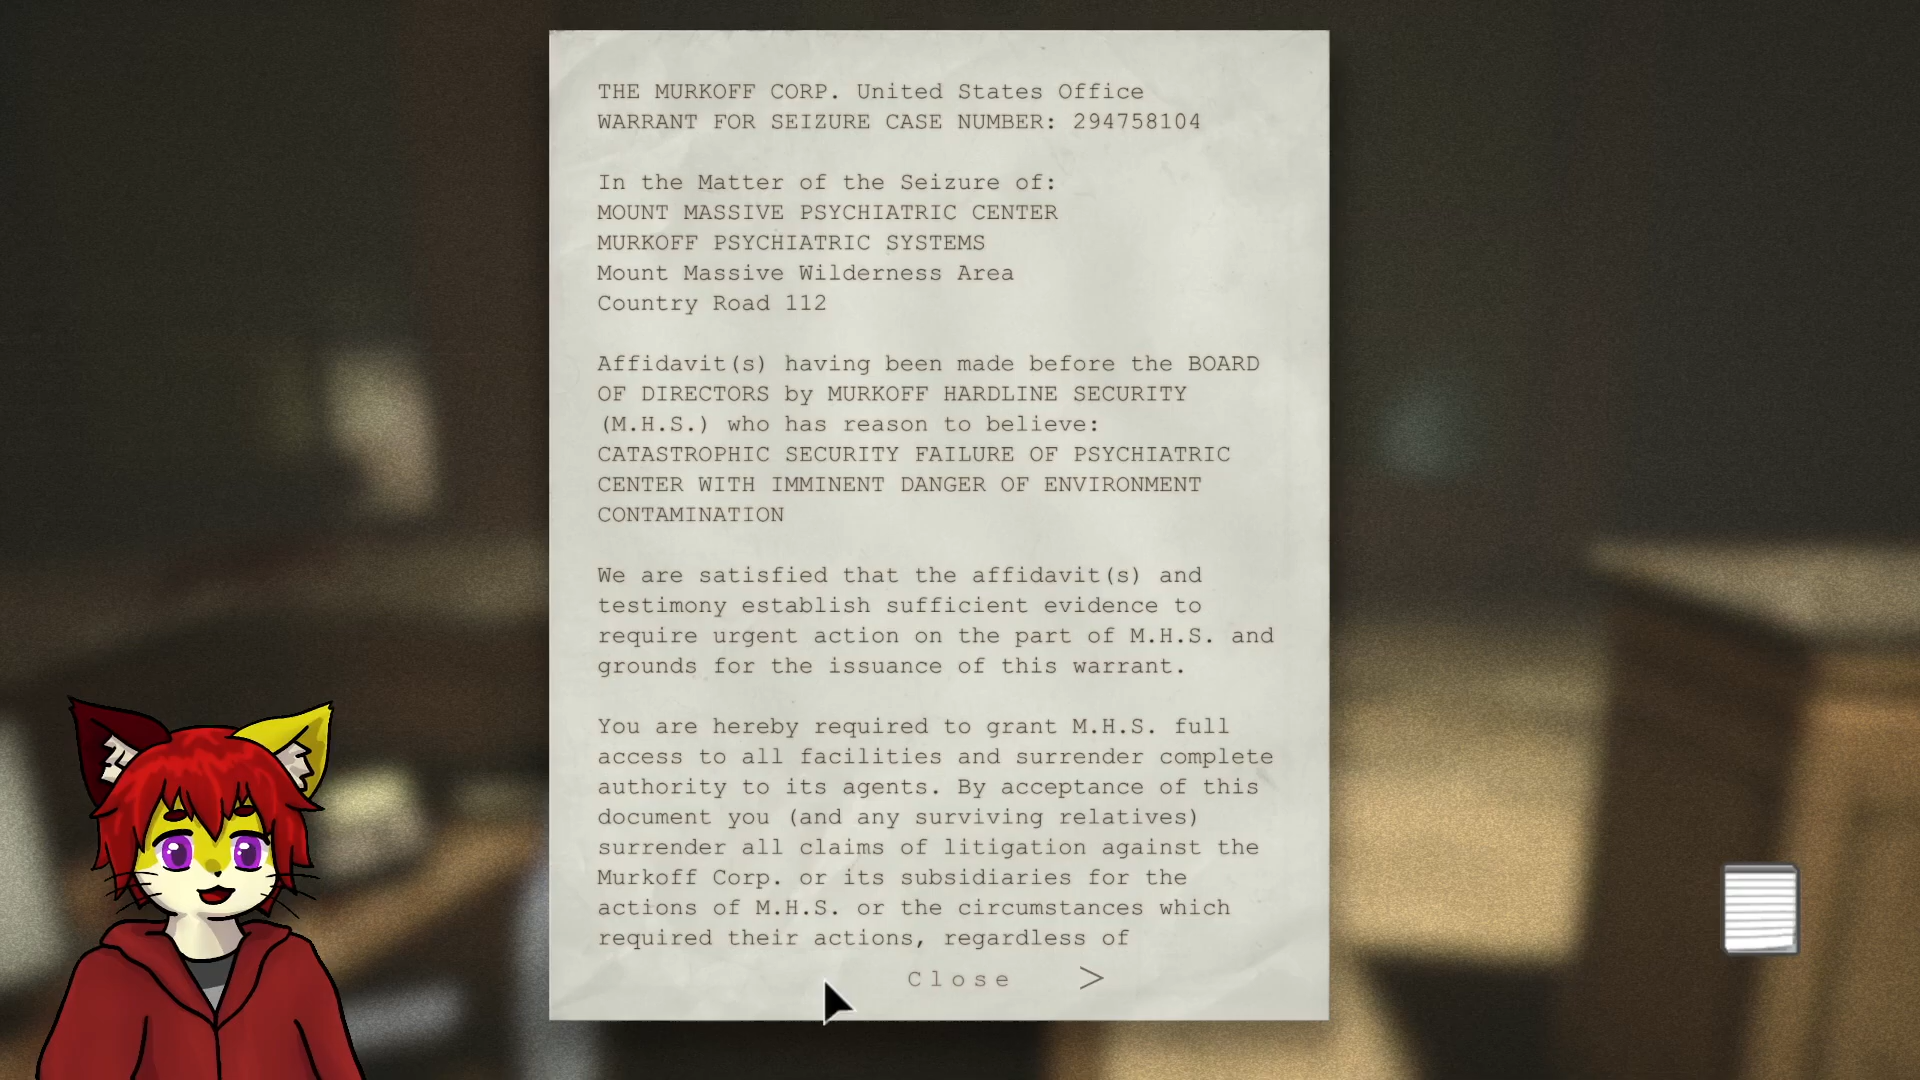 THE MURKOFF CORP. United States Office
WARRANT FOR SEIZURE CASE NUMBER: 294758104
In the Matter of the Seizure of:
MOUNT MASSIVE PSYCHIATRIC CENTER
MURKOFF PSYCHIATRIC SYSTEMS
Mount Massive Wilderness Area
Country Road 112
Affidavit(s) having been made before the BOARD
OF DIRECTORS by MURKOFF HARDLINE SECURITY
(M.H.S.) who has reason to believe:
CATASTROPHIC SECURITY FAILURE OF PSYCHIATRIC
CENTER WITH IMMINENT DANGER OF ENVIRONMENT
CONTAMINATION
We are satisfied that the affidavit(s) and
testimony establish sufficient evidence to
require urgent action on the part of M.H.S. and
grounds for the issuance of this warrant.
You are hereby required to grant M.H.S. full
access to all facilities and surrender complete
authority to its agents. By acceptance of this
document you (and any surviving relatives)
surrender all claims of litigation against the
Murkoff Corp. or its subsidiaries for the
actions of M.H.S. or the circumstances which
required their actions, regardless of
Close >